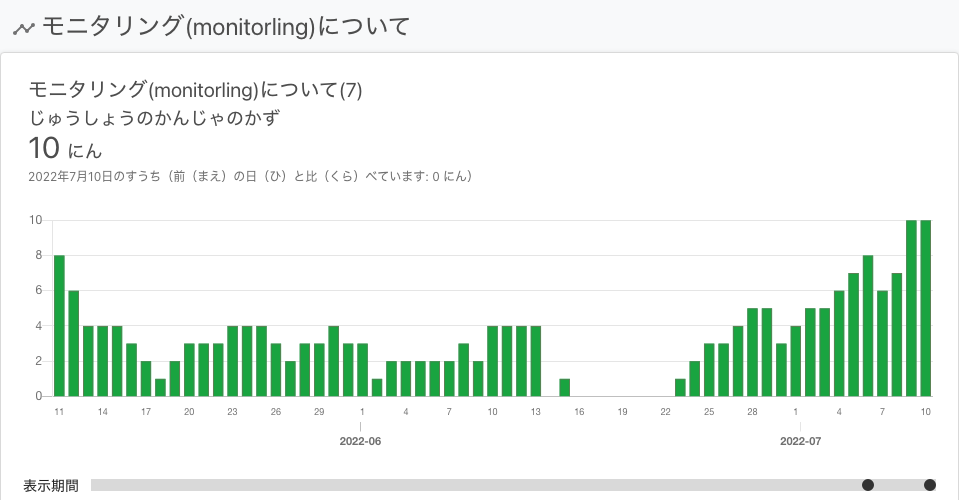 モニタリング(monitorling)について
モニタリング(monitorling)について(7)
じゅうしょうのかんじゃのかず
10 にん
2022年7月10日のすうち（前（まえ）の日（ひ）と比（くら）べています: 0 にん）
10
8
6
4
2
0
11 14 17 20 23 26 29 1 4 7 10 13 16 19 22 25 28 1 4 7 10
2022-06 2022-07
表示期間